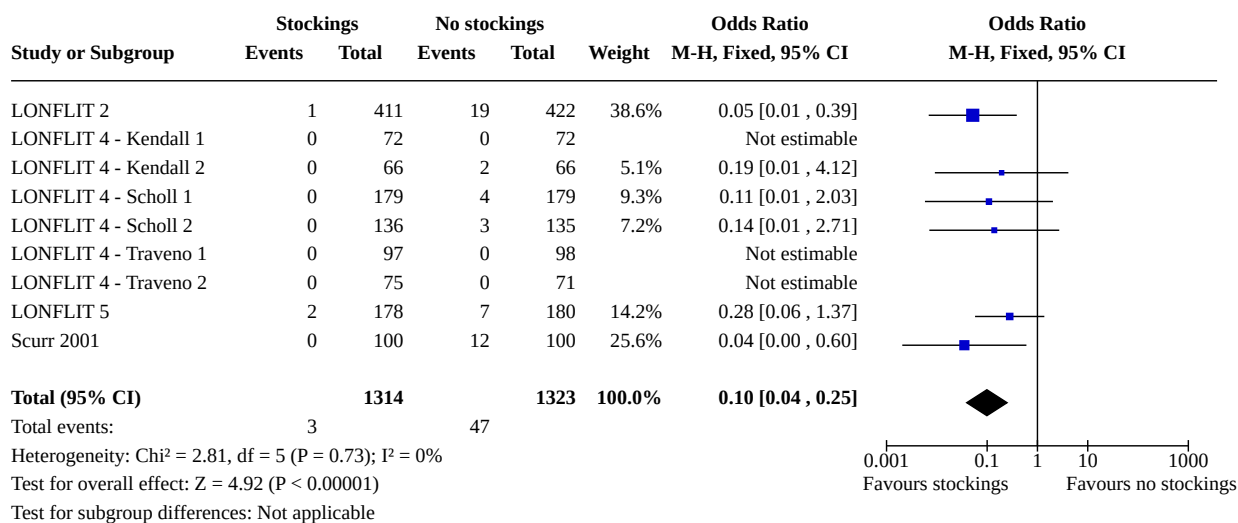 Stockings No stockings Odds Ratio Odds Ratio
Study or Subgroup Events Total Events Total Weight M-H, Fixed, 95% CI M-H, Fixed, 95% CI
LONFLIT 2 1 411 19 422 38.6% 0.05 [0.01 , 0.39]
LONFLIT 4 - Kendall 1 0 72 0 72 Not estimable
LONFLIT 4 - Kendall 2 0 66 2 66 5.1% 0.19 [0.01 , 4.12]
LONFLIT 4 - Scholl 1 0 179 4 179 9.3% 0.11 [0.01 , 2.03]
LONFLIT 4 - Scholl 2 0 136 3 135 7.2% 0.14 [0.01 , 2.71]
LONFLIT 4 - Traveno 1 0 97 0 98 Not estimable
LONFLIT 4 - Traveno 2 0 75 0 71 Not estimable
LONFLIT 5 2 178 7 180 14.2% 0.28 [0.06 , 1.37]
Scurr 2001 0 100 12 100 25.6% 0.04 [0.00 , 0.60]
Total (95% CI) 1314 1323 100.0% 0.10 [0.04 , 0.25]
Total events: 3 47
Heterogeneity: Chi² = 2.81, df = 5 (P = 0.73); I² = 0%
0.001 0.1 1 10 1000
Test for overall effect: Z = 4.92 (P < 0.00001)
Favours stockings Favours no stockings
Test for subgroup differences: Not applicable